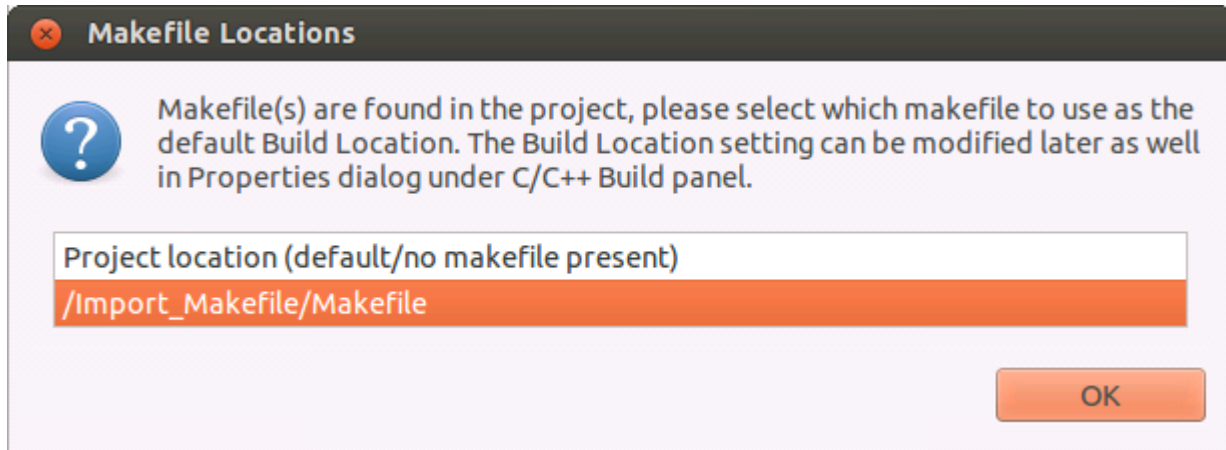 Makefile Locations
Makefile(s) are found in the project, please select which makefile to use as the
default Build Location. The Build Location setting can be modified later as well
in Properties dialog under C/C++ Build panel.
Project location (default/no makefile present)
/Import_Makefile/Makefile
OK